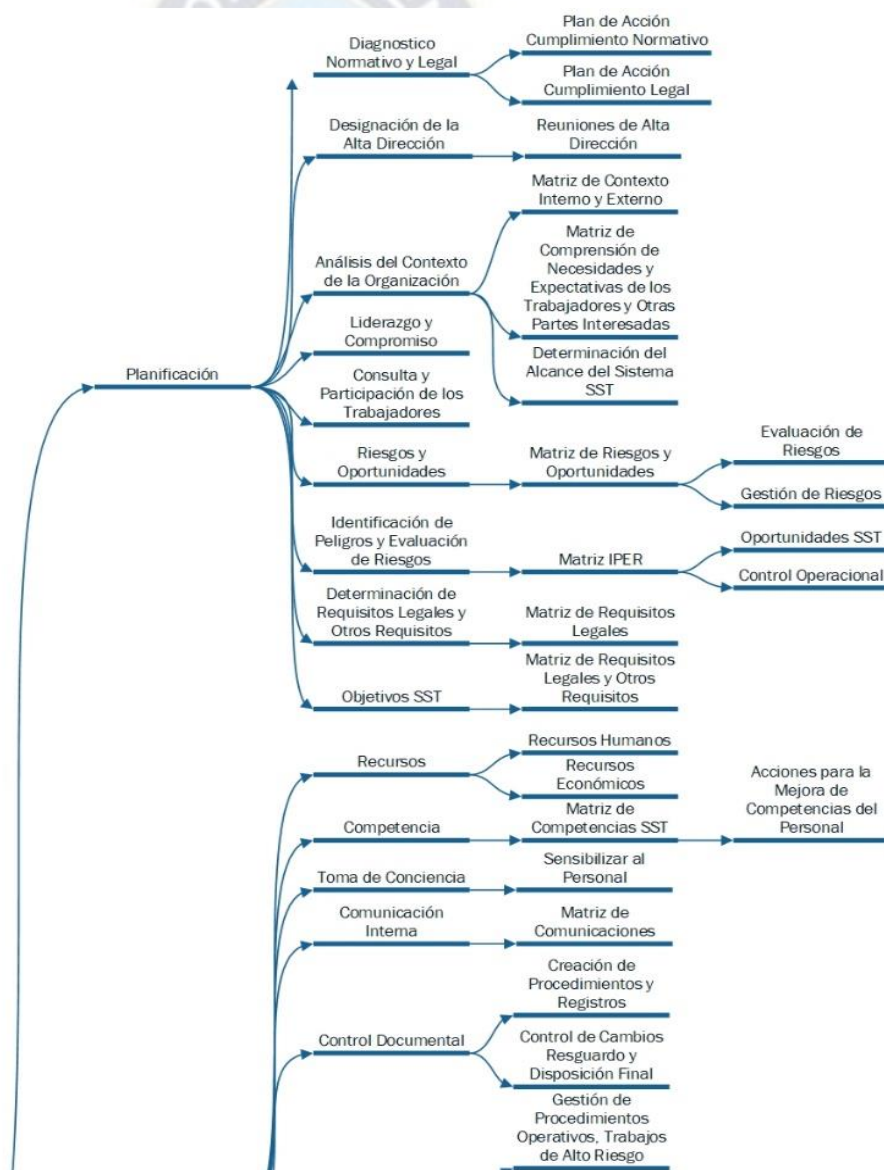 Diagnostico
Normativo y Legal
Plan de Acción
Cumplimiento Normativo
Plan de Acción
Cumplimiento Legal
Designación de la
Alta Dirección
Reuniones de Alta
Dirección
Análisis del Contexto
de la Organización
Matriz de Contexto
Interno y Externo
Matriz de
Comprensión de
Necesidades y
Expectativas de los
Trabajadores y Otras
Partes Interesadas
Determinación del
Alcance del Sistema
SST
Liderazgo y
Compromiso
Planificación
Consulta y
Participación de los
Trabajadores
Riesgos y
Oportunidades
Matriz de Riesgos y
Oportunidades
Evaluación de
Riesgos
Gestión de Riesgos
Identificación de
Peligros y Evaluación
de Riesgos
Matriz IPER
Oportunidades SST
Control Operacional
Determinación de
Requisitos Legales y
Otros Requisitos
Matriz de Requisitos
Legales
Objetivos SST
Matriz de Requisitos
Legales y Otros
Requisitos
Recursos
Recursos Humanos
Recursos
Económicos
Competencia
Matriz de
Competencias SST
Acciones para la
Mejora de
Competencias del
Personal
Toma de Conciencia
Sensibilizar al
Personal
Comunicación
Interna
Matriz de
Comunicaciones
Control Documental
Creación de
Procedimientos y
Registros
Control de Cambios
Resguardo y
Disposición Final
Gestión de
Procedimientos
Operativos, Trabajos
de Alto Riesgo